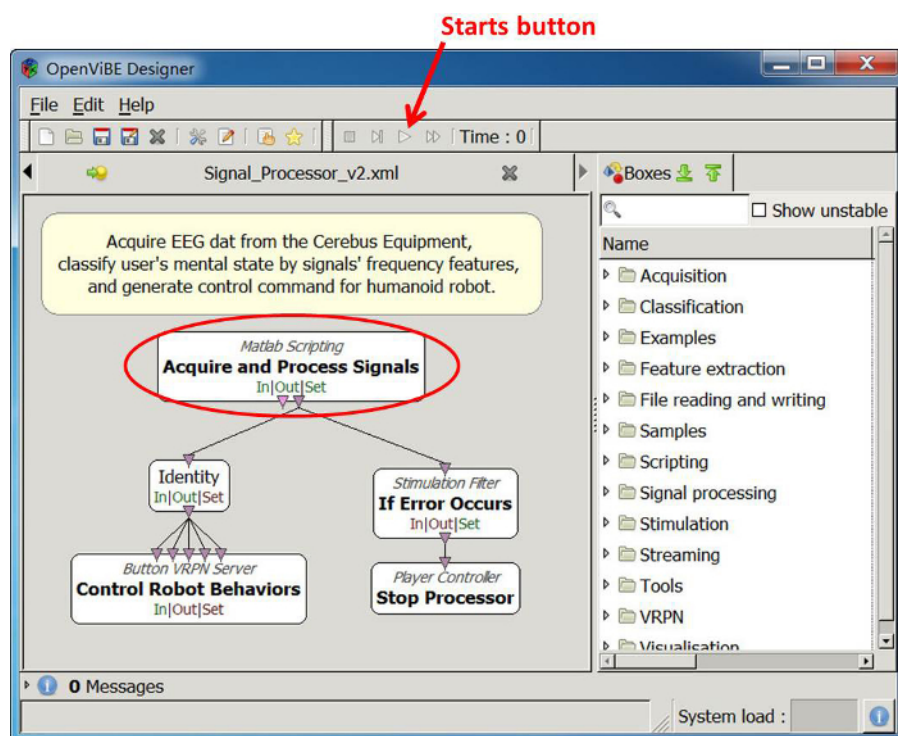 Starts button
OpenViBE Designer
File Edit Help
Time : 0
Signal_Processor_v2.xml
Boxes
Show unstable
Acquire EEG dat from the Cerebus Equipment,
classify user's mental state by signals' frequency features,
and generate control command for humanoid robot.
Matlab Scripting
Acquire and Process Signals
In|Out|Set
Identity
In|Out|Set
Stimulation Filter
If Error Occurs
In|Out|Set
Button VRPN Server
Control Robot Behaviors
In|Out|Set
Player Controller
Stop Processor
Name
Acquisition
Classification
Examples
Feature extraction
File reading and writing
Samples
Scripting
Signal processing
Stimulation
Streaming
Tools
VRPN
Visualisation
0 Messages
System load :